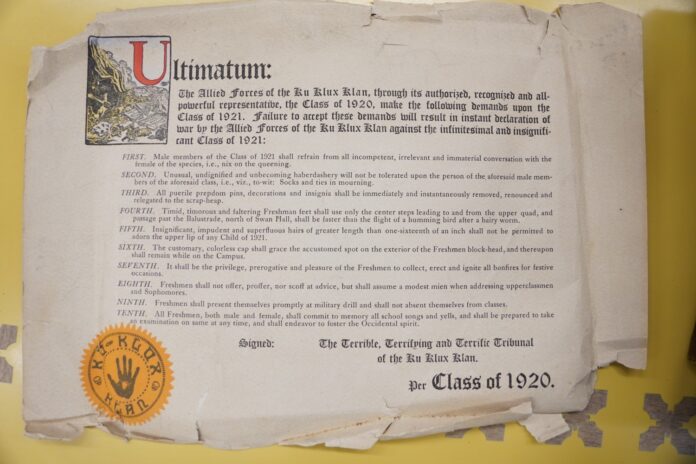 Ultimatum:
The Allied Forces of the Ku Klux Klan, through its authorized, recognized and all-
powerful representative, the Class of 1920, make the following demands upon the
Class of 1921. Failure to accept these demands will result in instant declaration of
war by the Allied Forces of the Ku Klux Klan against the infinitesimal and insignifi-
cant Class of 1921:
FIRST. Male members of the Class of 1921 shall refrain from all incompetent, irrelevant and immaterial conversation with the
female of the species, i.e., nix on the queening.
SECOND. Unusual, undignified and unbecoming haberdashery will not be tolerated upon the person of the aforesaid male mem-
bers of the aforesaid class, i.e., viz., to-wit: Socks and ties in mourning.
THIRD. All puerile prepdom pins, decorations and insignia shall be immediately and instantaneously removed, renounced and
relegated to the scrap-heap.
FOURTH. Timid, timorous and faltering Freshmen feet shall use only the center steps leading to and from the upper quad, and
passage past the Balustrade, north of Swan Hall, shall be faster than the flight of a humming bird after a hairy worm.
FIFTH. Insignificant, impudent and superfluous hairs of greater length than one-sixteenth of an inch shall not be permitted to
adorn the upper lip of any Child of 1921.
SIXTH. The customary, colorless cap shall grace the accustomed spot on the exterior of the Freshmen block-head, and thereupon
shall remain while on the Campus.
SEVENTH. It shall be the privilege, prerogative and pleasure of the Freshmen to collect, erect and ignite all bonfires for festive
occasions.
EIGHTH. Freshmen shall not offer, proffer, nor scoff at advice, but shall assume a modest mien when addressing upperclassmen
and Sophomores.
NINTH. Freshmen shall present themselves promptly at military drill and shall not absent themselves from classes.
TENTH. All Freshmen, both male and female, shall commit to memory all school songs and yells, and shall be prepared to take
an examination on same at any time, and shall endeavor to foster the Occidental spirit.
Signed: The Terrible, Terrifying and Terrific Tribunal
of the Ku Klux Klan.
Per Class of 1920.
KU-KLUX
KLAN